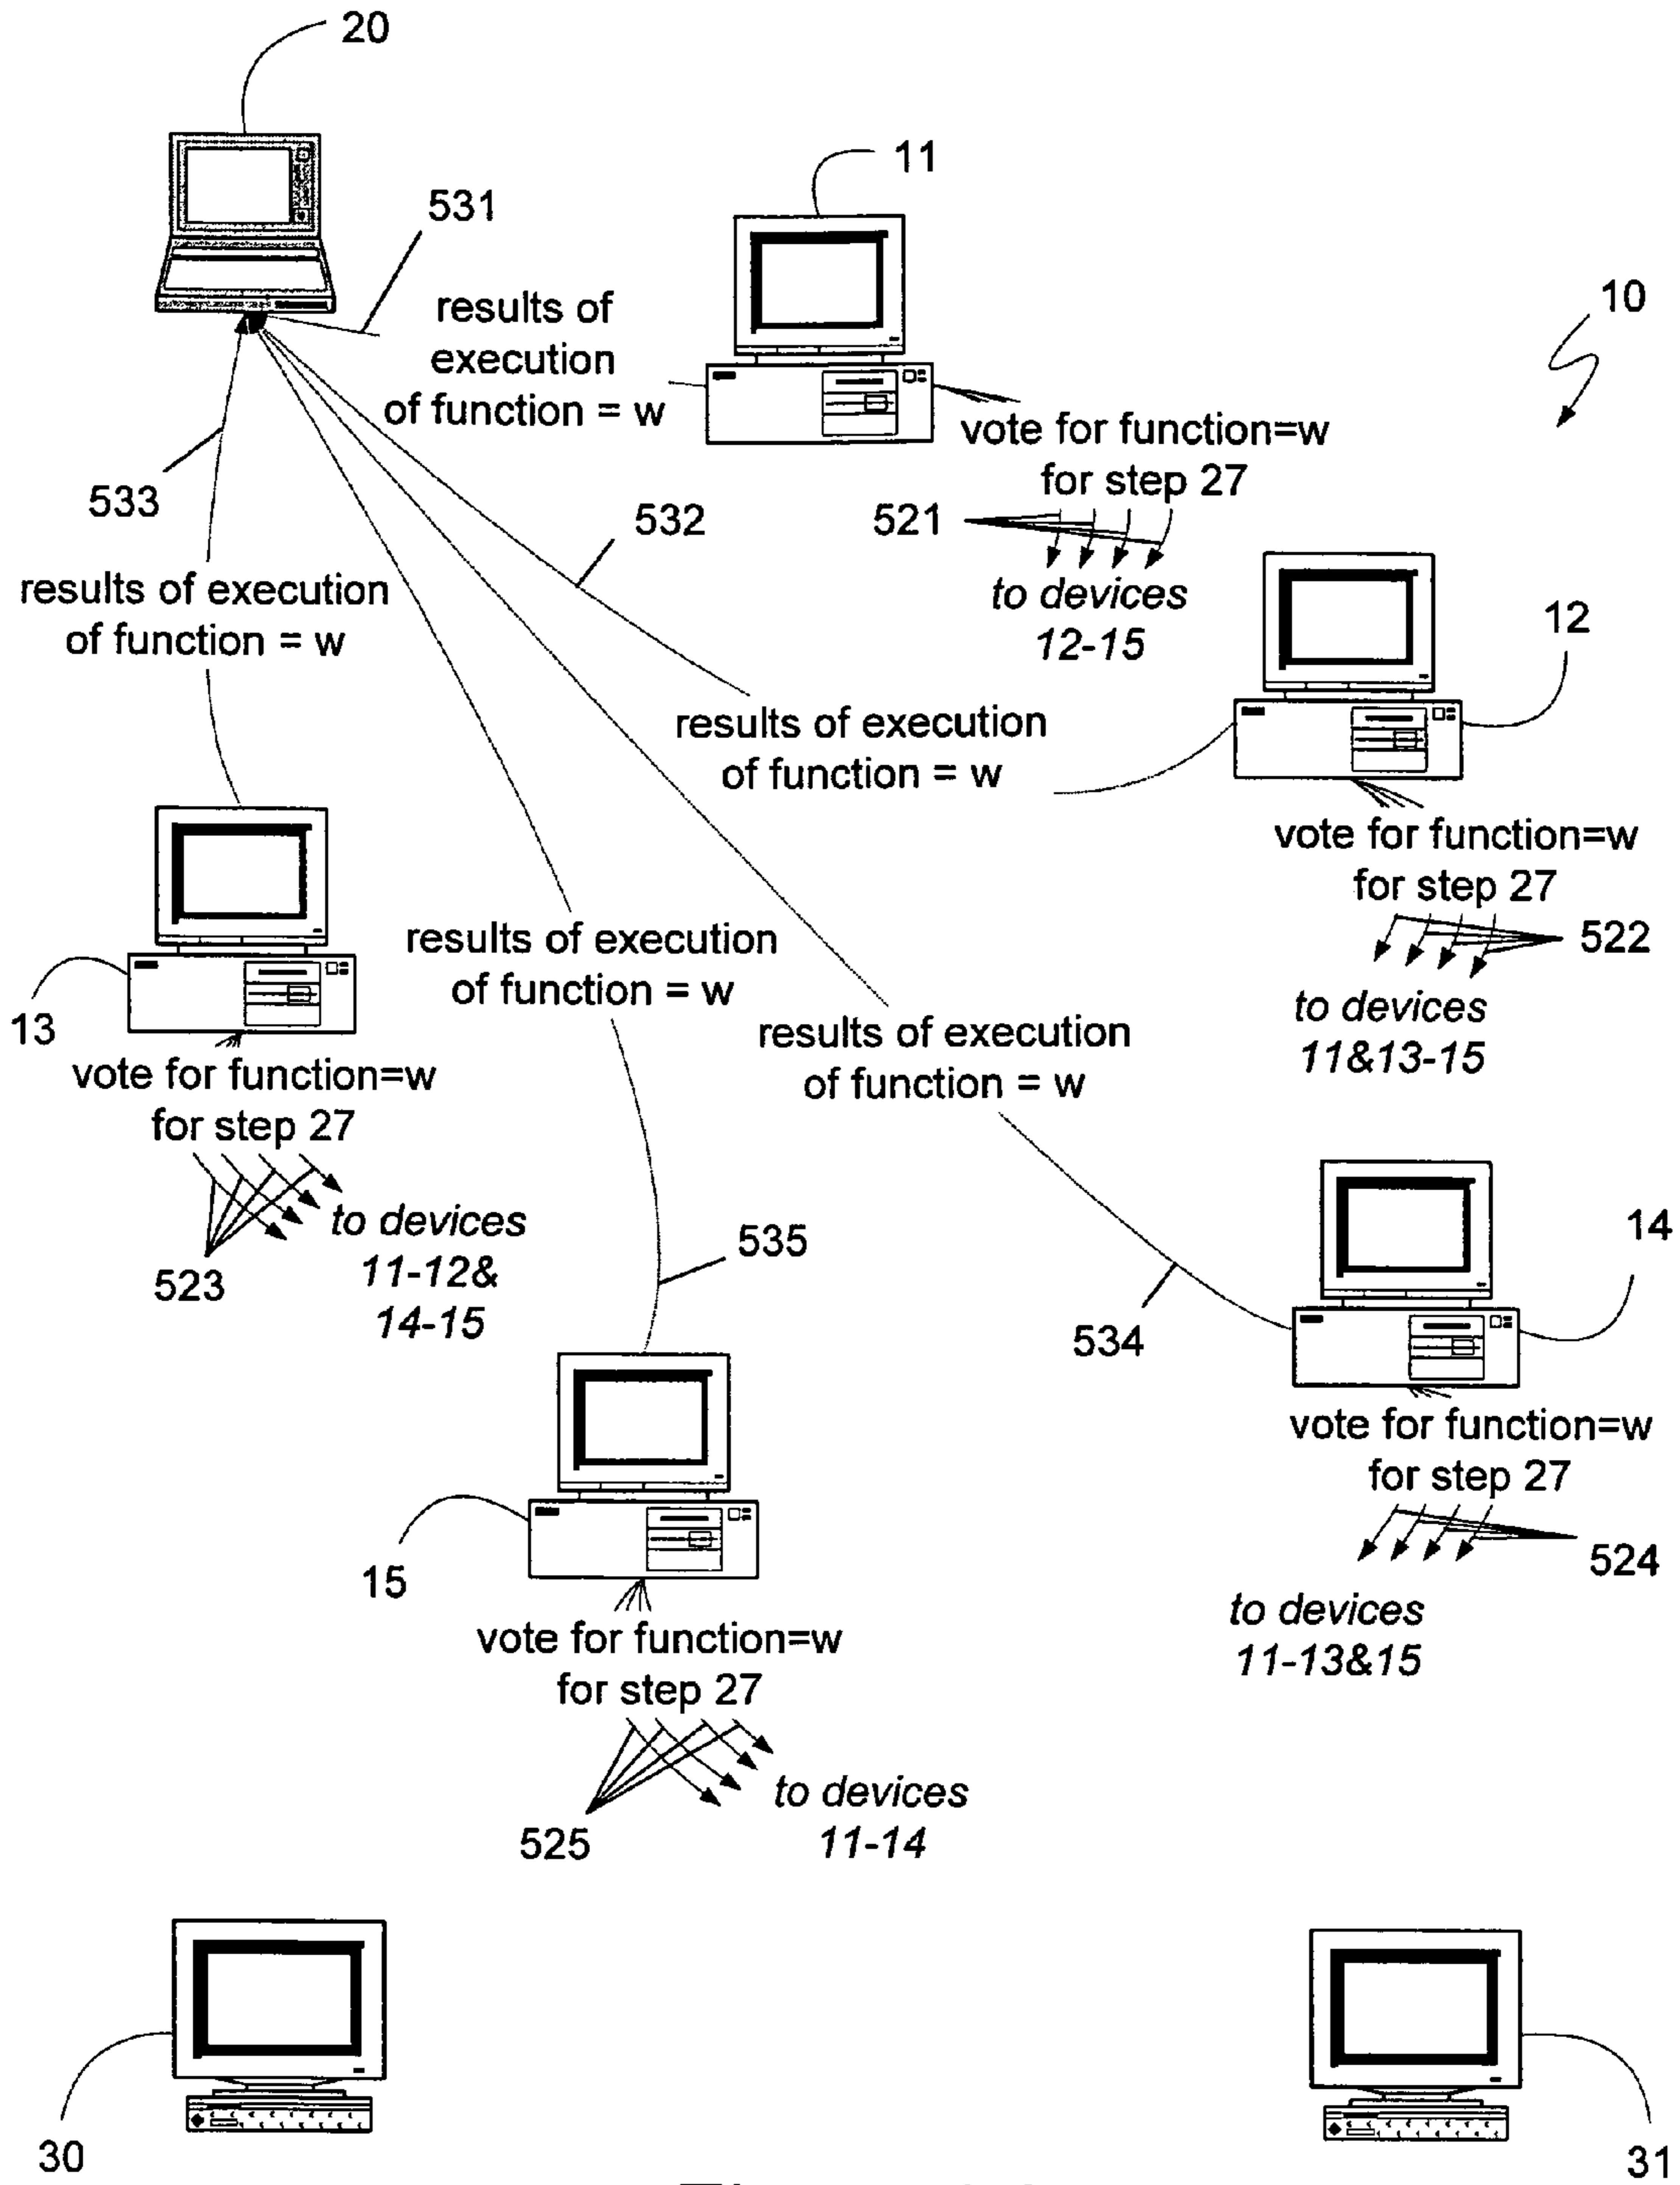 20
11
531
10
results of
execution
of function = w
vote for function=w
for step 27
533
532
521
to devices
12-15
results of execution
of function = w
12
results of execution
of function = w
vote for function=w
for step 27
522
to devices
11&13-15
results of execution
of function = w
13
results of execution
of function = w
vote for function=w
for step 27
523
to devices
11-12&
14-15
535
14
534
vote for function=w
for step 27
524
to devices
11-13&15
15
vote for function=w
for step 27
525
to devices
11-14
30
31